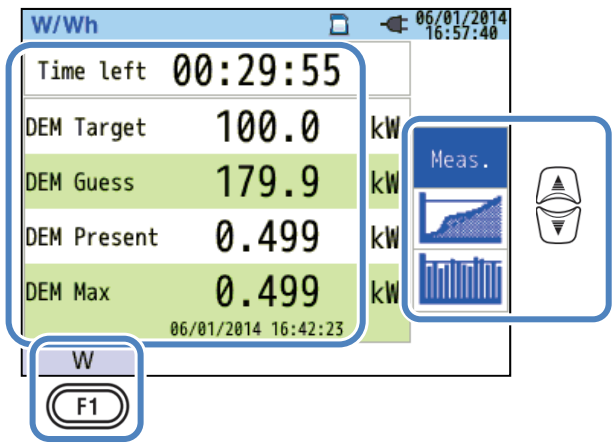 W/Wh
06/01/2014
16:57:40
Time left 00:29:55
DEM Target 100.0 kW
DEM Guess 179.9 kW
DEM Present 0.499 kW
DEM Max 0.499 kW
06/01/2014 16:42:23
Meas.
W
F1